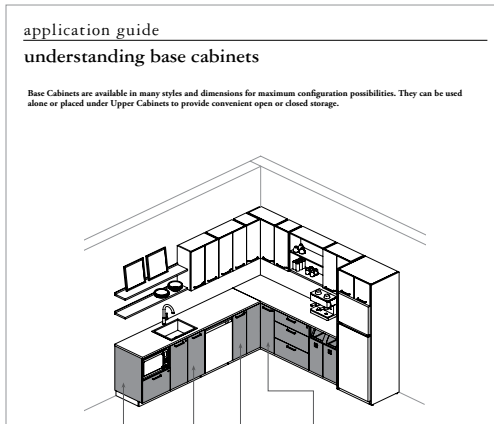 application guide
understanding base cabinets
Base Cabinets are available in many styles and dimensions for maximum configuration possibilities. They can be used
alone or placed under Upper Cabinets to provide convenient open or closed storage.